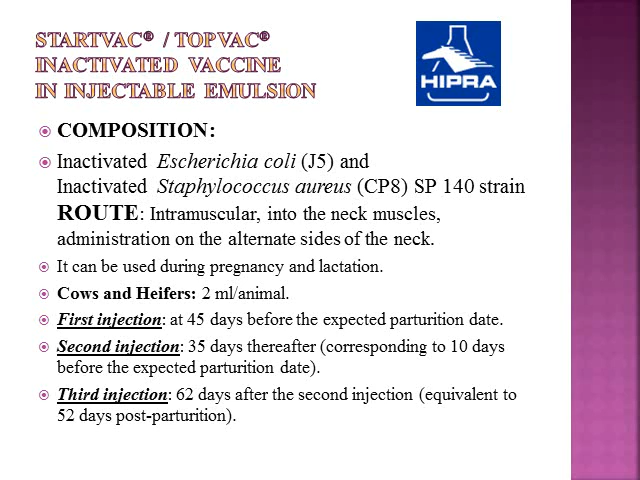 STARTVAC® / TOPVAC®
INACTIVATED VACCINE
IN INJECTABLE EMULSION
HIPRA
COMPOSITION:
Inactivated Escherichia coli (J5) and
Inactivated Staphylococcus aureus (CP8) SP 140 strain
ROUTE: Intramuscular, into the neck muscles,
administration on the alternate sides of the neck.
It can be used during pregnancy and lactation.
Cows and Heifers: 2 ml/animal.
First injection: at 45 days before the expected parturition date.
Second injection: 35 days thereafter (corresponding to 10 days
before the expected parturition date).
Third injection: 62 days after the second injection (equivalent to
52 days post-parturition).